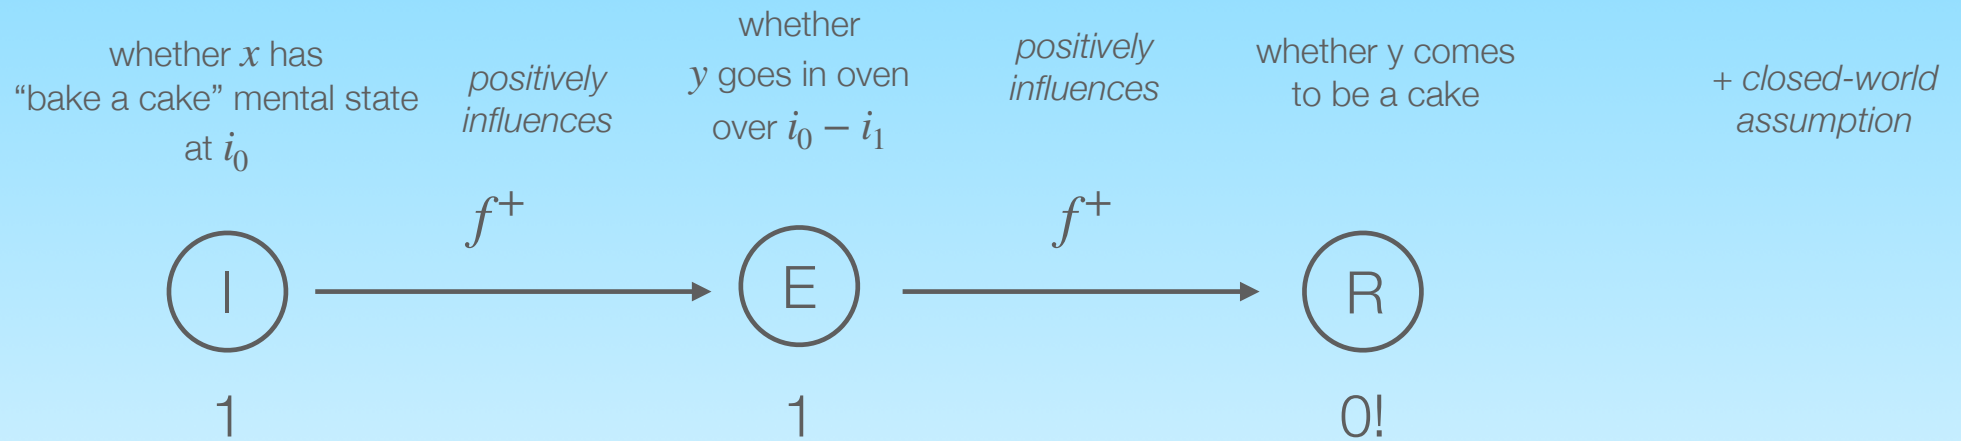 whether x has
“bake a cake” mental state
at i₀
positively
influences
whether
y goes in oven
over i₀ − i₁
positively
influences
whether y comes
to be a cake
+ closed-world
assumption
f⁺
f⁺
I
E
R
1
1
0!